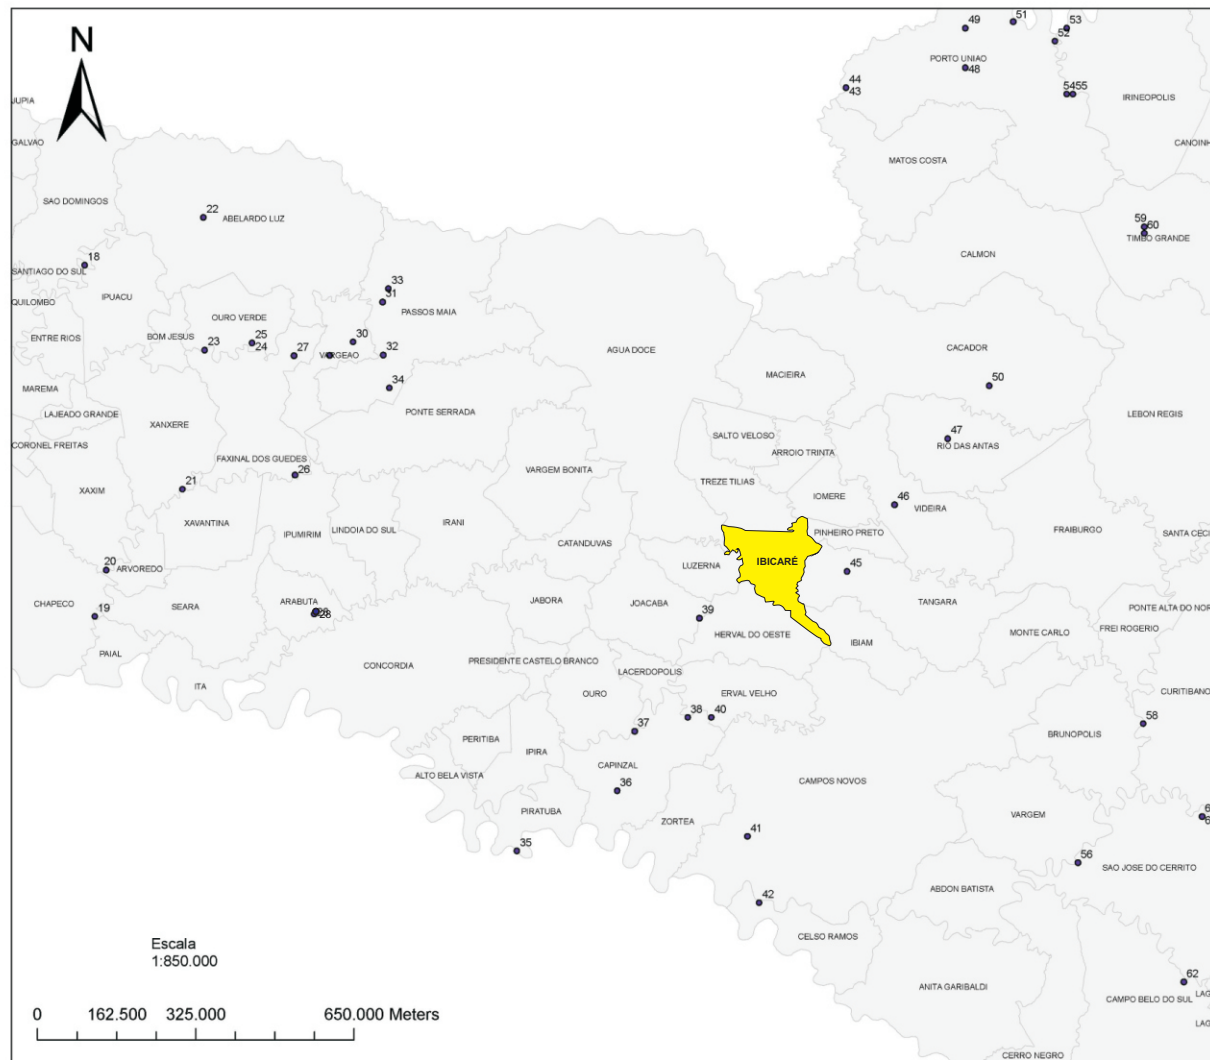 N
51
49
53
52
PORTO UNIAO
48
44
43
5455
IRINEOPOLIS
JUPIA
GALVAO
CANOINH
MATOS COSTA
SAO DOMINGOS
22
ABELARDO LUZ
59
60
TIMBO GRANDE
CALMON
18
SANTIAGO DO SUL
33
IPUACU
31
QUILOMBO
PASSOS MAIA
OURO VERDE
ENTRE RIOS
BOM JESUS
25
30
23
24
27
VARGEAO
32
AGUA DOCE
CACADOR
MACIEIRA
50
MAREMA
34
LAJEADO GRANDE
PONTE SERRADA
LEBON REGIS
XANXERE
47
SALTO VELOSO
CORONEL FREITAS
RIO DAS ANTAS
ARROIO TRINTA
FAXINAL DOS GUEDES
26
VARGEM BONITA
TREZE TILIAS
XAXIM
21
IOMERE
46
VIDEIRA
XAVANTINA
IPUMIRIM
LINDOIA DO SUL
IRANI
FRAIBURGO
SANTA CECI
PINHEIRO PRETO
CATANDUVAS
IBICARÉ
LUZERNA
20
ARVOREDO
45
CHAPECO
19
SEARA
ARABUTA
28
JABORA
JOACABA
39
TANGARA
PONTE ALTA DO NOR
HERVAL DO OESTE
MONTE CARLO
FREI ROGERIO
IBIAM
PAIAL
CONCORDIA
PRESIDENTE CASTELO BRANCO
LACERDOPOLIS
ITA
OURO
ERVAL VELHO
CURITIBANO
38
40
58
37
BRUNOPOLIS
PERITIBA
IPIRA
CAPINZAL
ALTO BELA VISTA
CAMPOS NOVOS
36
PIRATUBA
ZORTEA
VARGEM
6
6
41
35
56
SAO JOSE DO CERRITO
ABDON BATISTA
42
CELSO RAMOS
Escala
1:850.000
62
ANITA GARIBALDI
CAMPO BELO DO SUL
LAG
0 162.500 325.000 650.000 Meters
LAG
CERRO NEGRO